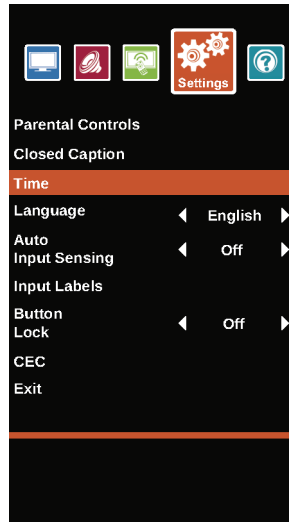 Settings
Parental Controls
Closed Caption
Time
Language English
Auto
Input Sensing Off
Input Labels
Button
Lock Off
CEC
Exit